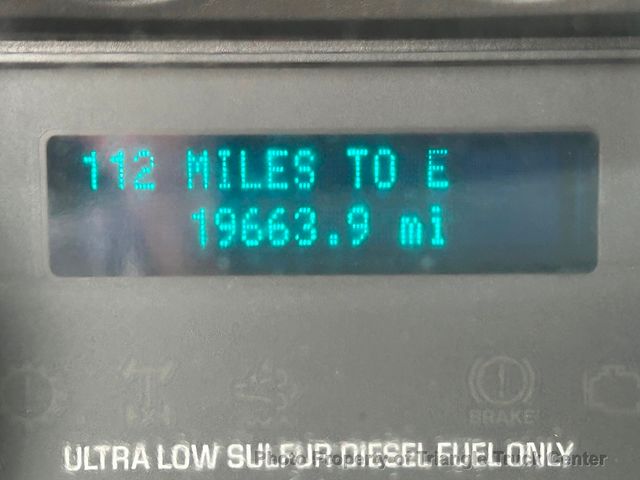 112 MILES TO E
19663.9 mi
BRAKE
ULTRA LOW SULFUR DIESEL FUEL ONLY
Photo Property of Triangle Truck Center